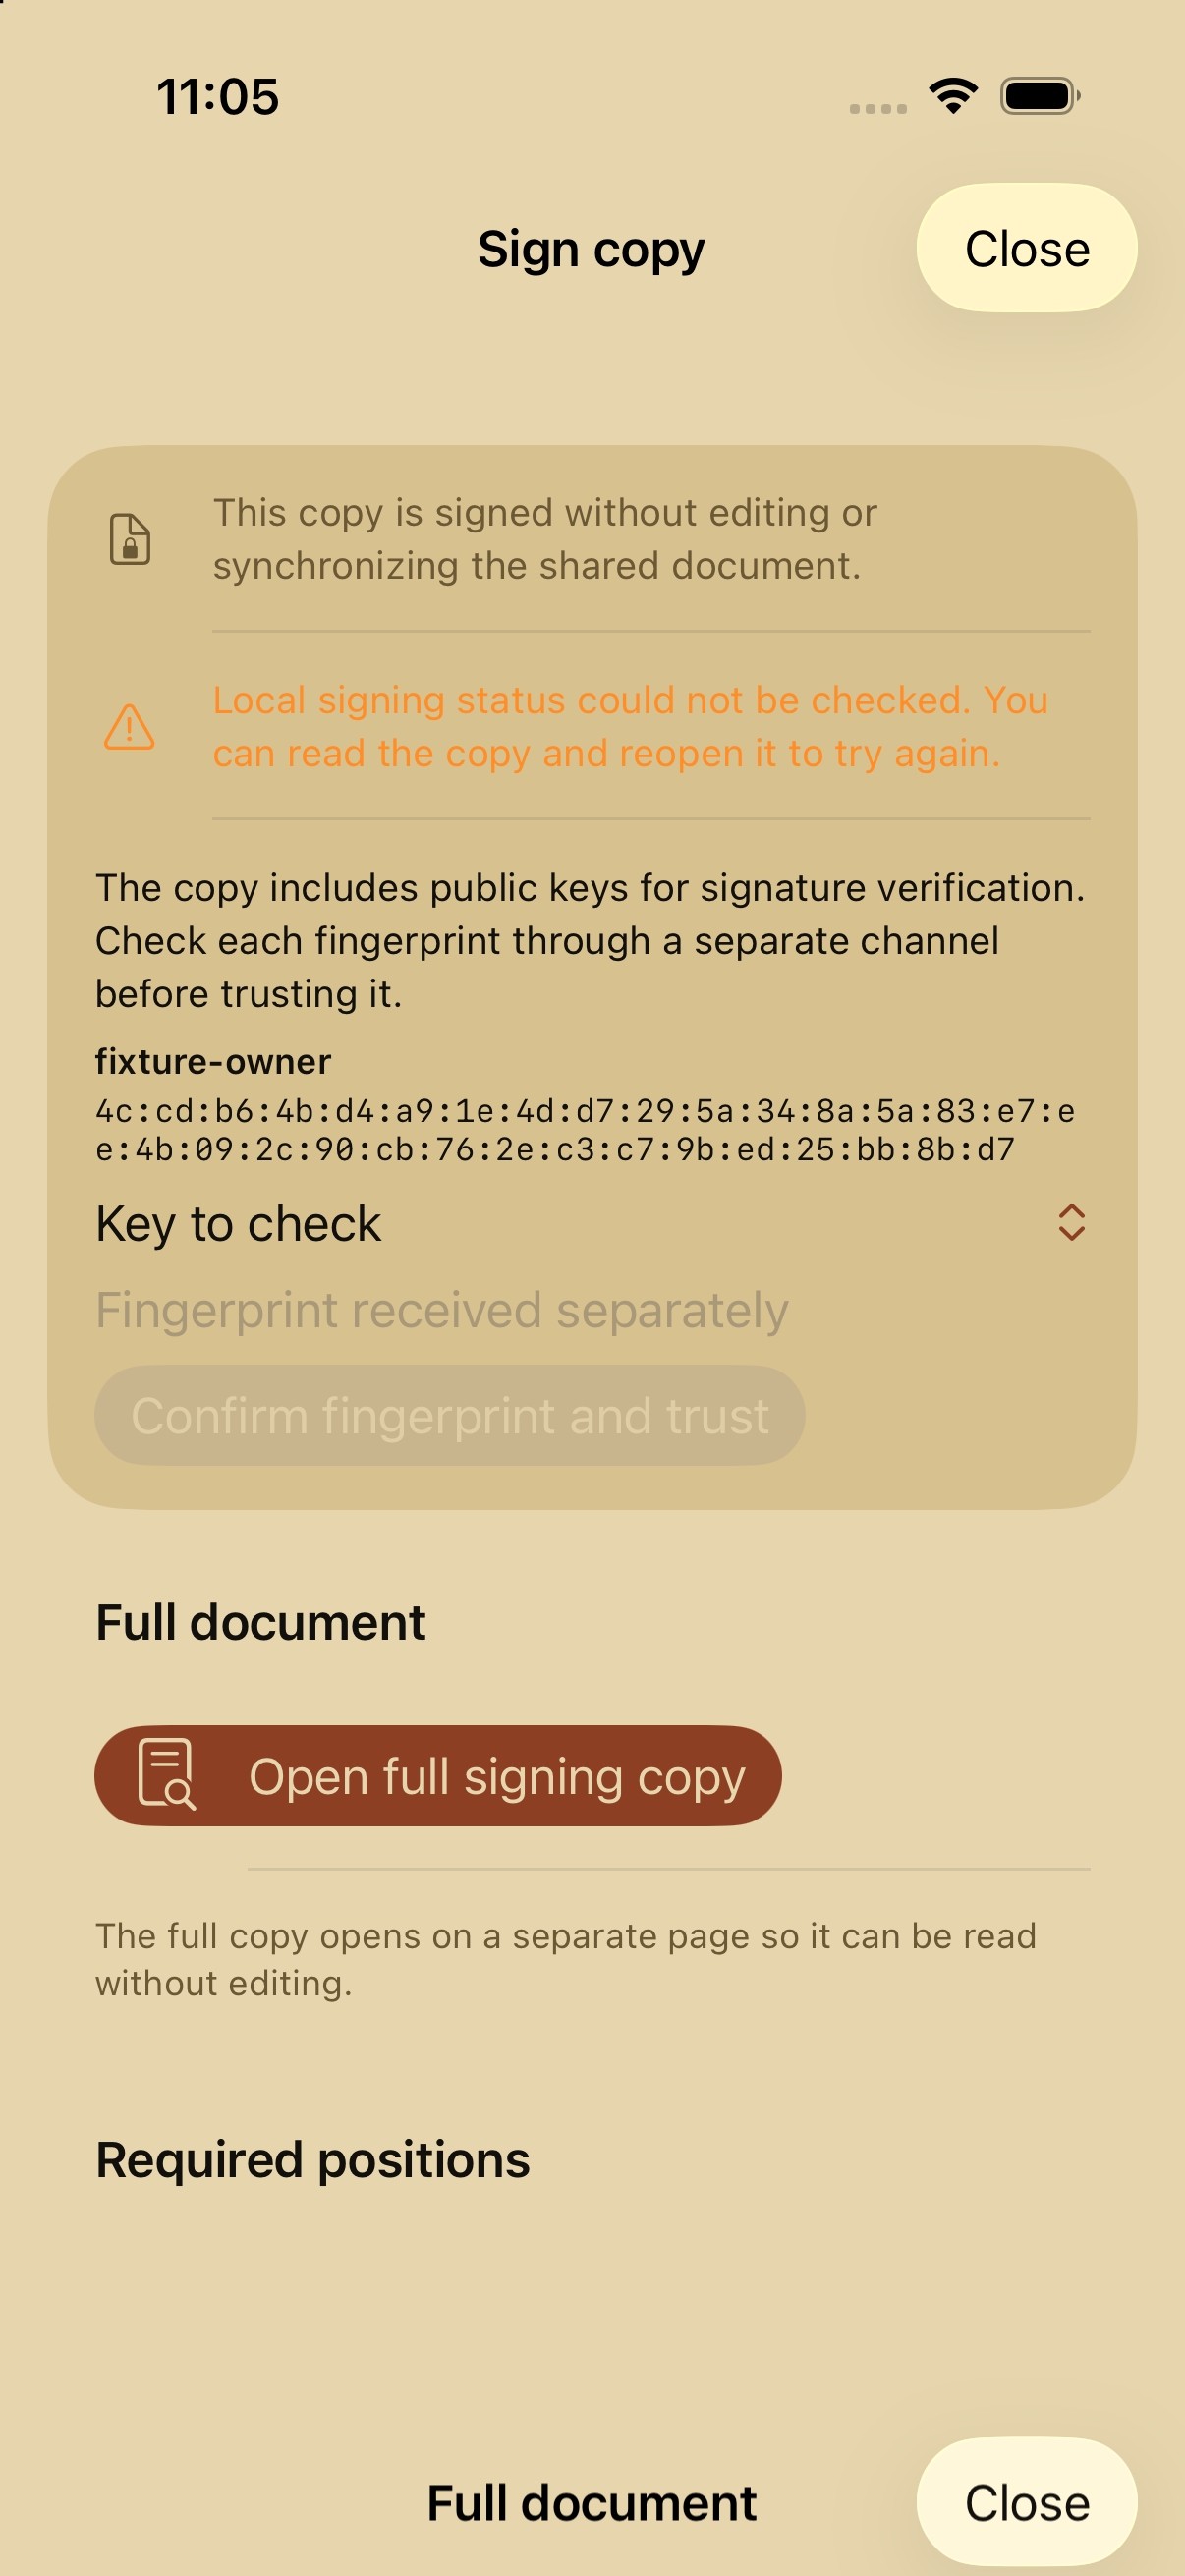 11:05
Sign copy
Close
This copy is signed without editing or
synchronizing the shared document.
Local signing status could not be checked. You
can read the copy and reopen it to try again.
The copy includes public keys for signature verification.
Check each fingerprint through a separate channel
before trusting it.
fixture-owner
4c:cd:b6:4b:d4:a9:1e:4d:d7:29:5a:34:8a:5a:83:e7:e
e:4b:09:2c:90:cb:76:2e:c3:c7:9b:ed:25:bb:8b:d7
Key to check
Fingerprint received separately
Confirm fingerprint and trust
Full document
Open full signing copy
The full copy opens on a separate page so it can be read
without editing.
Required positions
Full document
Close